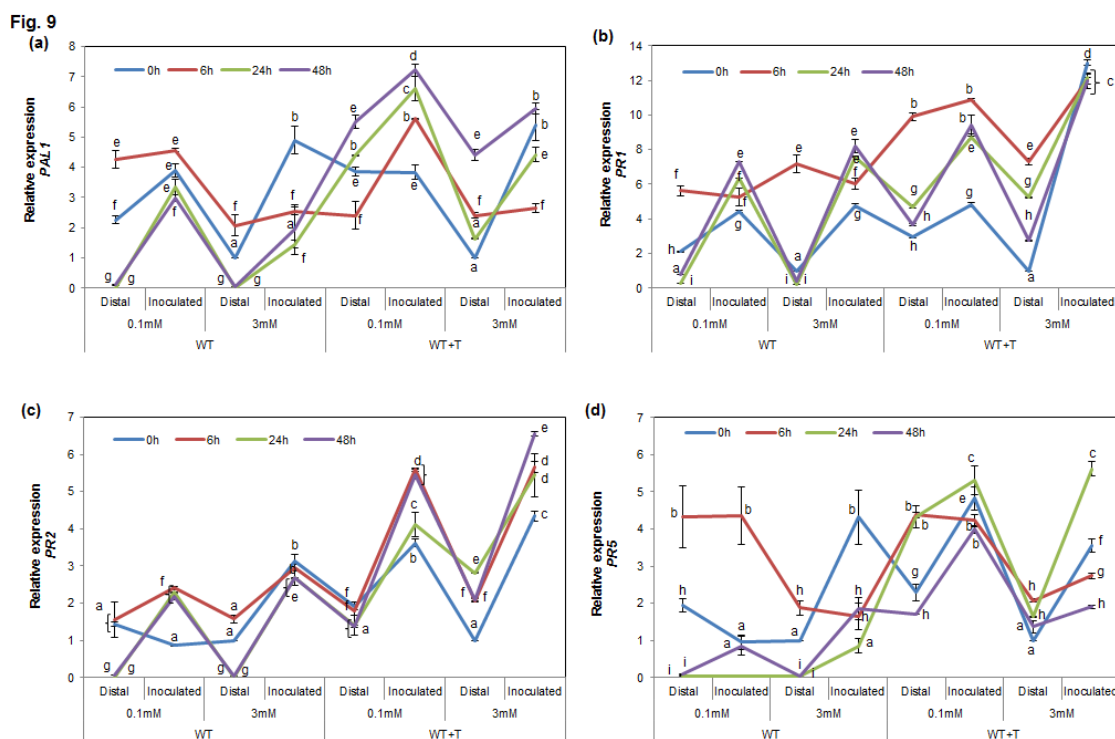 Fig. 9
(a)
Relative expression
PAL1
8
7
6
5
4
3
2
1
0
0h 6h 24h 48h
e f g g
e e e f
f a g
b f a f
e b e f
d c b e
e f a a
b b e f
Distal Inoculated Distal Inoculated Distal Inoculated Distal Inoculated
0.1mM 3mM 0.1mM 3mM
WT WT+T
(b)
Relative expression
PR1
14
12
10
8
6
4
2
0
0h 6h 24h 48h
f h a i
e f f g
e a i i
e f g
b g h h
b e g
f g h a
d c
Distal Inoculated Distal Inoculated Distal Inoculated Distal Inoculated
0.1mM 3mM 0.1mM 3mM
WT WT+T
(c)
Relative expression
PR2
7
6
5
4
3
2
1
0
0h 6h 24h 48h
a g g
f a
a a g g
b e
f f a
d c b
e f f a
e d d c
Distal Inoculated Distal Inoculated Distal Inoculated Distal Inoculated
0.1mM 3mM 0.1mM 3mM
WT WT+T
(d)
Relative expression
PR5
7
6
5
4
3
2
1
0
0h 6h 24h 48h
b h i i
b a
h a i i
b h h a
b b g h
c e b b
h a a
c f g h
Distal Inoculated Distal Inoculated Distal Inoculated Distal Inoculated
0.1mM 3mM 0.1mM 3mM
WT WT+T